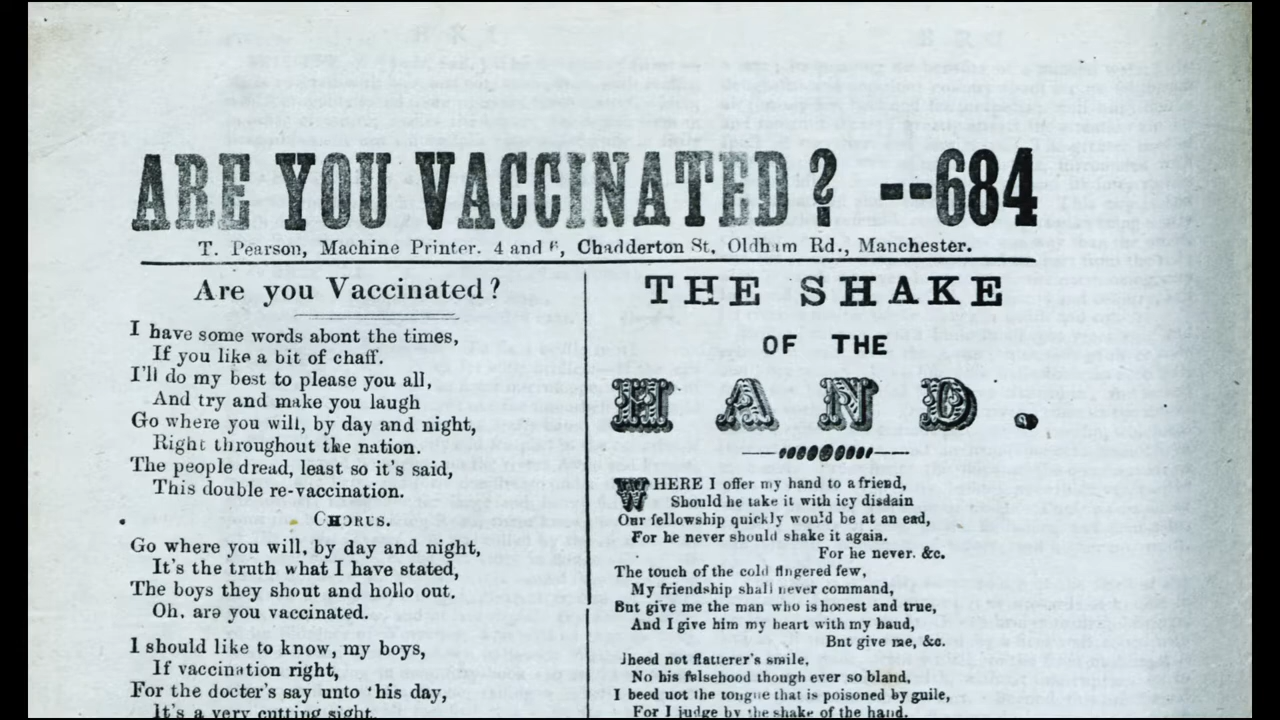 ARE YOU VACCINATED? --684
T. Pearson, Machine Printer. 4 and 6, Chadderton St. Oldham Rd., Manchester.
Are you Vaccinated?
I have some words abont the times,
If you like a bit of chaff.
I'll do my best to please you all,
And try and make you laugh
Go where you will, by day and night,
Right throughout the nation.
The people dread, least so it's said,
This double re-vaccination.
CHORUS.
Go where you will, by day and night,
It's the truth what I have stated,
The boys they shout and hollo out.
Oh. are you vaccinated.
I should like to know, my boys,
If vaccination right,
For the docter's say unto 'his day,
It's a very cutting sight.
THE SHAKE
OF THE
HAND.
WHERE I offer my hand to a friend,
Should he take it with icy disdain
Our fellowship quickly would be at an ead,
For he never should shake it again.
For he never. &c.
The touch of the cold fingered few,
My friendship shall never command,
But give me the man who is honest and true,
And I give him my heart with my haud,
Bnt give me, &c.
Jheed not flatterer's smile,
No his falsehood though ever so bland,
I beed not the tongue that is poisoned by guile,
For I judge by the shake of the hand.